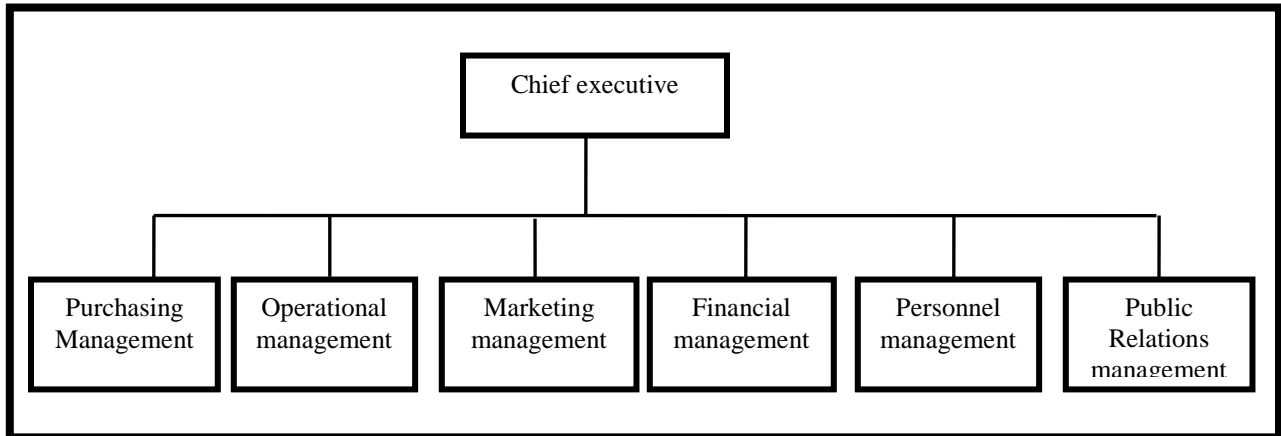 Chief executive
Purchasing
Management
Operational
management
Marketing
management
Financial
management
Personnel
management
Public
Relations
management